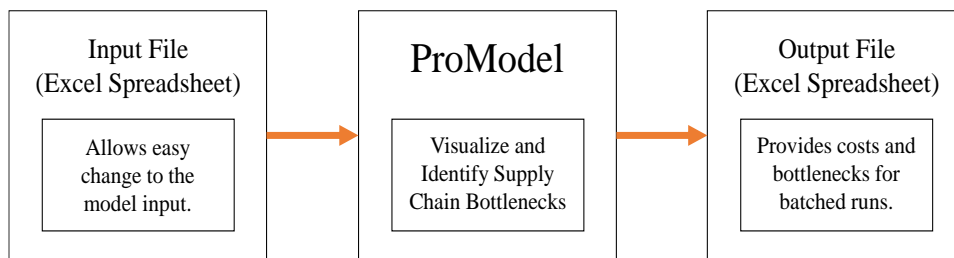 Input File
(Excel Spreadsheet)
Allows easy
change to the
model input.
ProModel
Visualize and
Identify Supply
Chain Bottlenecks
Output File
(Excel Spreadsheet)
Provides costs and
bottlenecks for
batched runs.